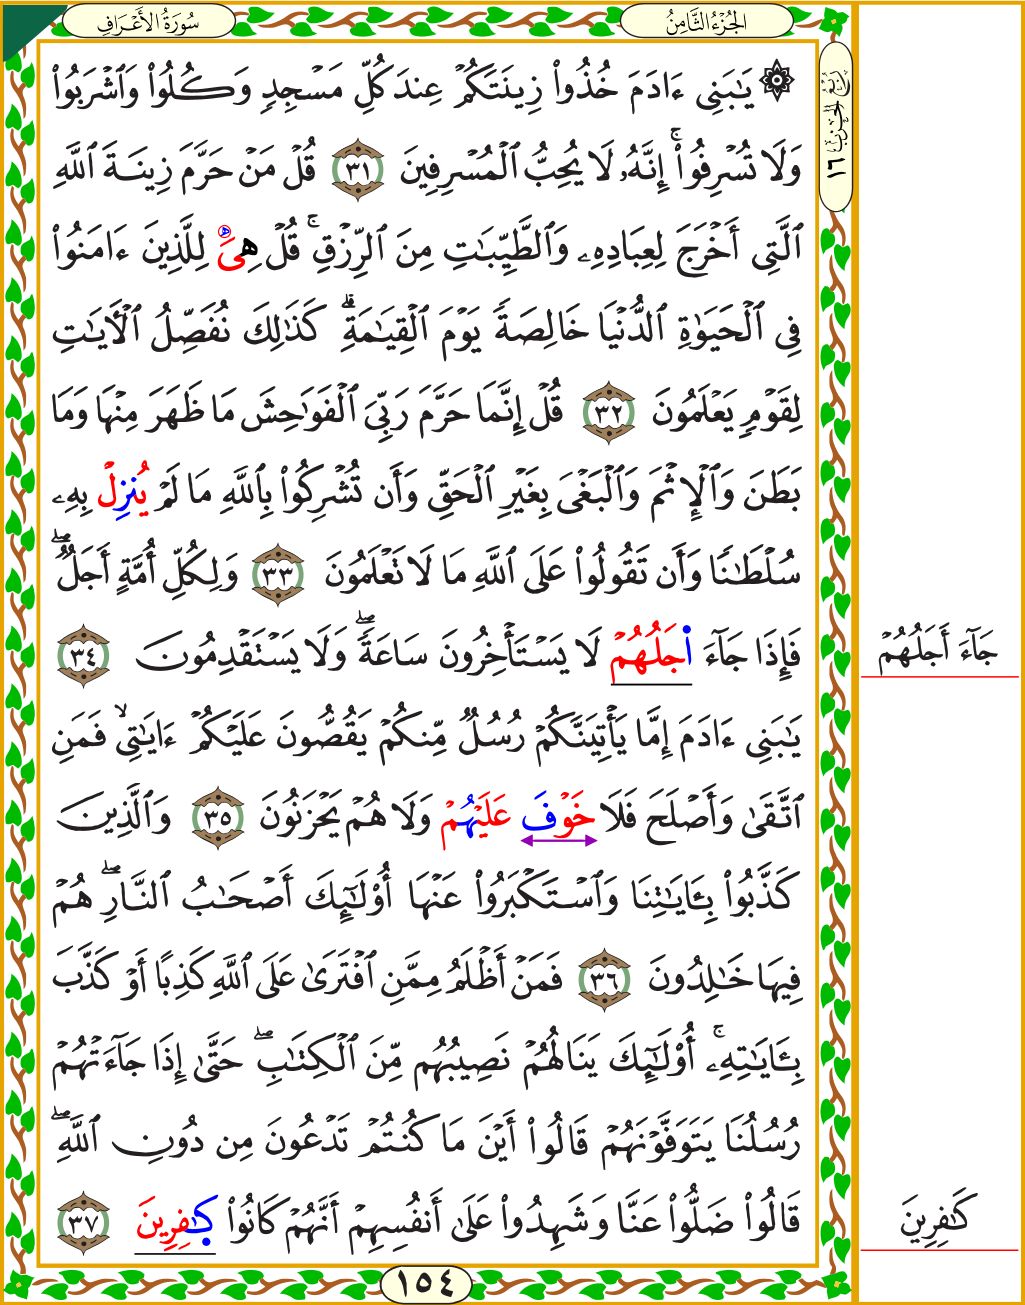 سُورَةُ الأَعْرَافِ
الجُزْءُ الثَّامِنُ
۞ يَٰبَنِىٓ ءَادَمَ خُذُوا۟ زِينَتَكُمْ عِندَ كُلِّ مَسْجِدٍ وَكُلُوا۟ وَٱشْرَبُوا۟
وَلَا تُسْرِفُوٓا۟ ۚ إِنَّهُۥ لَا يُحِبُّ ٱلْمُسْرِفِينَ ٣١ قُلْ مَنْ حَرَّمَ زِينَةَ ٱللَّهِ
ٱلَّتِىٓ أَخْرَجَ لِعِبَادِهِۦ وَٱلطَّيِّبَٰتِ مِنَ ٱلرِّزْقِ ۚ قُلْ هِىَ لِلَّذِينَ ءَامَنُوا۟
فِى ٱلْحَيَوٰةِ ٱلدُّنْيَا خَالِصَةً يَوْمَ ٱلْقِيَٰمَةِ ۗ كَذَٰلِكَ نُفَصِّلُ ٱلْءَايَٰتِ
لِقَوْمٍ يَعْلَمُونَ ٣٢ قُلْ إِنَّمَا حَرَّمَ رَبِّىَ ٱلْفَوَٰحِشَ مَا ظَهَرَ مِنْهَا وَمَا
بَطَنَ وَٱلْإِثْمَ وَٱلْبَغْىَ بِغَيْرِ ٱلْحَقِّ وَأَن تُشْرِكُوا۟ بِٱللَّهِ مَا لَمْ يُنزِلْ بِهِۦ
سُلْطَٰنًا وَأَن تَقُولُوا۟ عَلَى ٱللَّهِ مَا لَا تَعْلَمُونَ ٣٣ وَلِكُلِّ أُمَّةٍ أَجَلٌ ۖ
فَإِذَا جَآءَ اجَلُهُمْ لَا يَسْتَأْخِرُونَ سَاعَةً ۖ وَلَا يَسْتَقْدِمُونَ ٣٤
جَآءَ أَجَلُهُمْ
يَٰبَنِىٓ ءَادَمَ إِمَّا يَأْتِيَنَّكُمْ رُسُلٌ مِّنكُمْ يَقُصُّونَ عَلَيْكُمْ ءَايَٰتِى ۙ فَمَنِ
ٱتَّقَىٰ وَأَصْلَحَ فَلَا خَوْفَ عَلَيْهُمْ وَلَا هُمْ يَحْزَنُونَ ٣٥ وَٱلَّذِينَ
كَذَّبُوا۟ بِـَٔايَٰتِنَا وَٱسْتَكْبَرُوا۟ عَنْهَآ أُو۟لَٰٓئِكَ أَصْحَٰبُ ٱلنَّارِ ۖ هُمْ
فِيهَا خَٰلِدُونَ ٣٦ فَمَنْ أَظْلَمُ مِمَّنِ ٱفْتَرَىٰ عَلَى ٱللَّهِ كَذِبًا أَوْ كَذَّبَ
بِـَٔايَٰتِهِۦٓ ۚ أُو۟لَٰٓئِكَ يَنَالُهُمْ نَصِيبُهُم مِّنَ ٱلْكِتَٰبِ ۖ حَتَّىٰٓ إِذَا جَآءَتْهُمْ
رُسُلُنَا يَتَوَفَّوْنَهُمْ قَالُوٓا۟ أَيْنَ مَا كُنتُمْ تَدْعُونَ مِن دُونِ ٱللَّهِ ۖ
قَالُوا۟ ضَلُّوا۟ عَنَّا وَشَهِدُوا۟ عَلَىٰٓ أَنفُسِهِمْ أَنَّهُمْ كَانُوا۟ كَٰفِرِينَ ٣٧
كَٰفِرِينَ
١٥٤